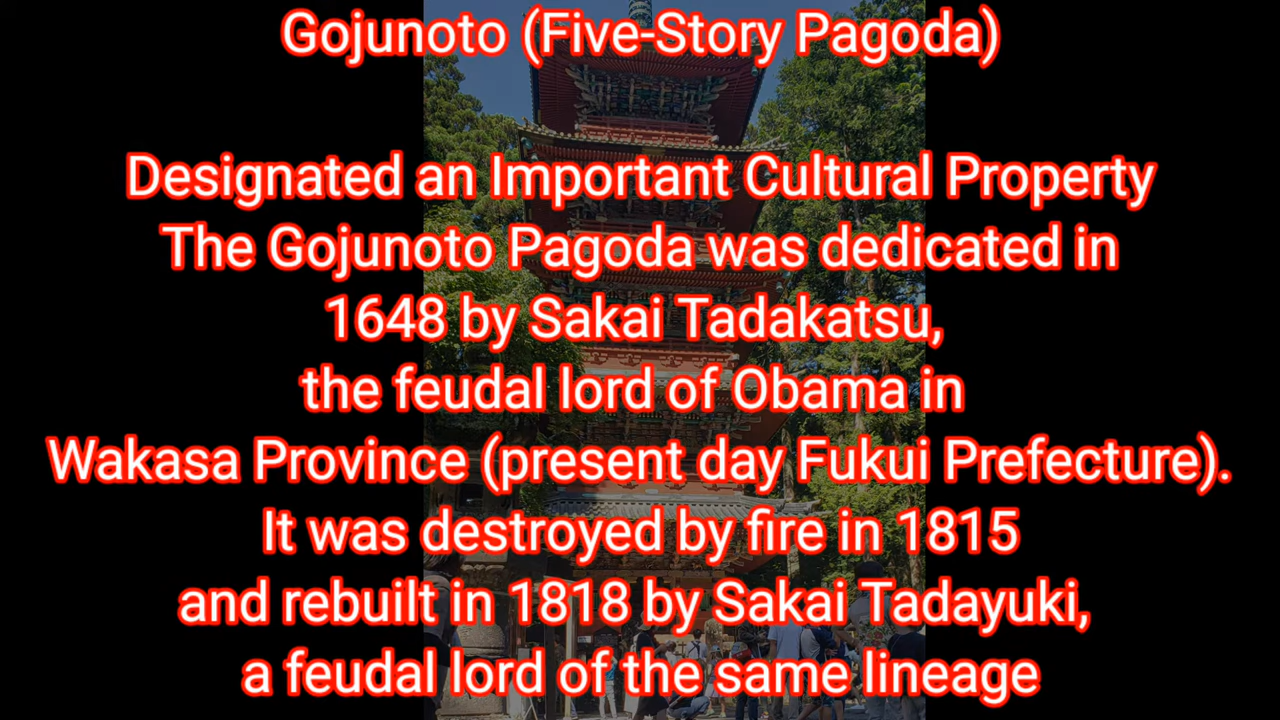 Gojunoto (Five-Story Pagoda)
Designated an Important Cultural Property
The Gojunoto Pagoda was dedicated in
1648 by Sakai Tadakatsu,
the feudal lord of Obama in
Wakasa Province (present day Fukui Prefecture).
It was destroyed by fire in 1815
and rebuilt in 1818 by Sakai Tadayuki,
a feudal lord of the same lineage